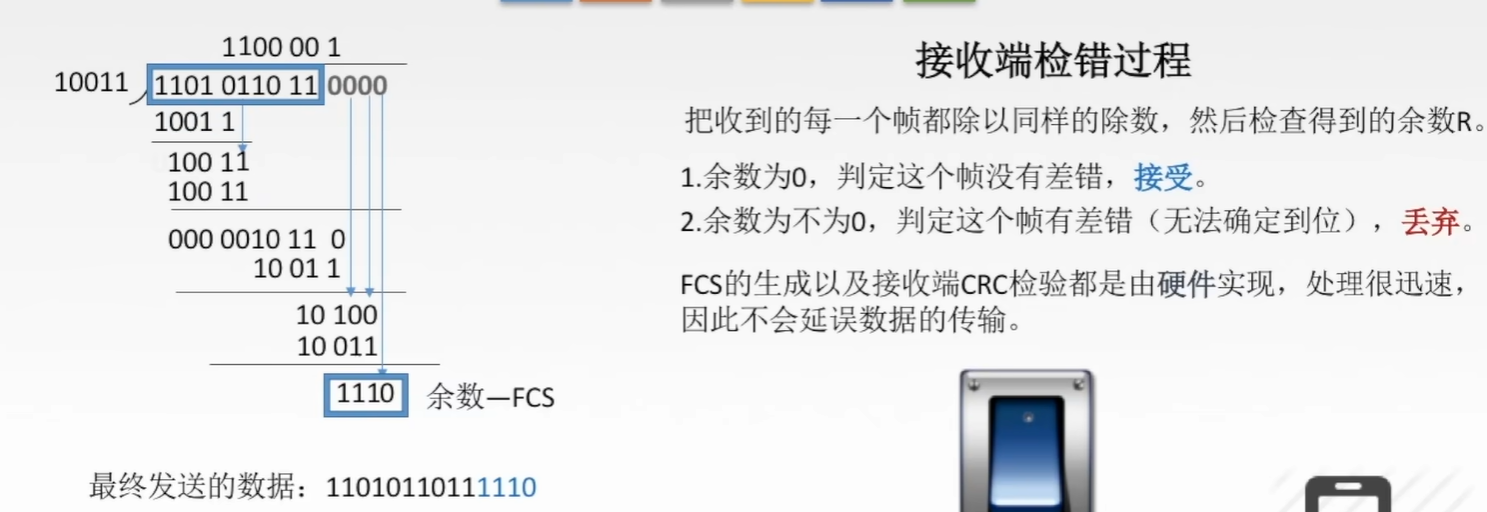 1100 00 1
10011
1101 0110 11 0000
1001 1
100 11
100 11
000 0010 11 0
10 01 1
10 100
10 011
1110 余数—FCS
最终发送的数据：11010110111110
接收端检错过程
把收到的每一个帧都除以同样的除数，然后检查得到的余数R。
1.余数为0，判定这个帧没有差错，接受。
2.余数为不为0，判定这个帧有差错（无法确定到位），丢弃。
FCS的生成以及接收端CRC检验都是由硬件实现，处理很迅速，
因此不会延误数据的传输。